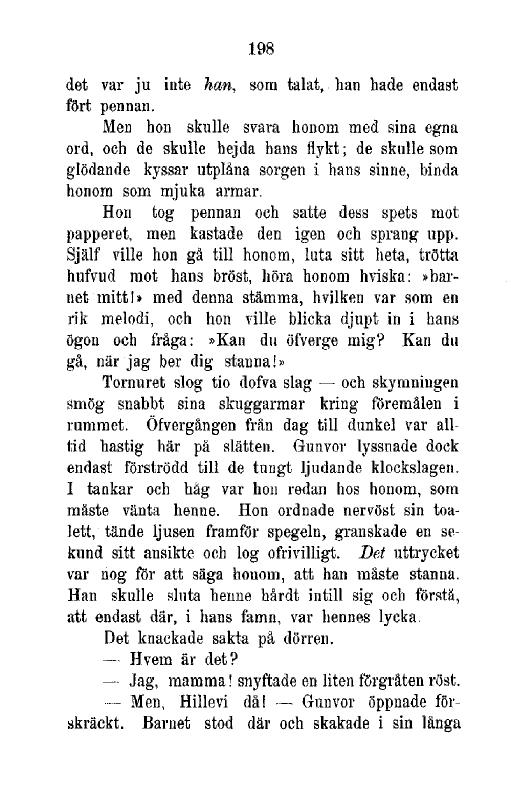 198
det var ju inte han, som talat, han hade endast
fört pennan.
Men hon skulle svara honom med sina egna
ord, och de skulle hejda hans flykt; de skulle som
glödande kyssar utplåna sorgen i hans sinne, binda
honom som mjuka armar.
Hon tog pennan och satte dess spets mot
papperet, men kastade den igen och sprang upp.
Själf ville hon gå till honom, luta sitt heta, trötta
hufvud mot hans bröst, höra honom hviska: »bar-
net mitt!» med denna stämma, hvilken var som en
rik melodi, och hon ville blicka djupt in i hans
ögon och fråga: »Kan du öfverge mig? Kan du
gå, när jag ber dig stanna!»
Tornuret slog tio dofva slag — och skymningen
smög snabbt sina skuggarmar kring föremålen i
rummet. Öfvergången från dag till dunkel var all-
tid hastig här på slätten. Gunvor lyssnade dock
endast förströdd till de tungt ljudande klockslagen.
I tankar och håg var hon redan hos honom, som
måste vänta henne. Hon ordnade nervöst sin toa-
lett, tände ljusen framför spegeln, granskade en se-
kund sitt ansikte och log ofrivilligt. Det uttrycket
var nog för att säga honom, att han måste stanna.
Han skulle sluta henne hårdt intill sig och förstå,
att endast där, i hans famn, var hennes lycka.
Det knackade sakta på dörren.
— Hvem är det?
— Jag, mamma! snyftade en liten förgråten röst.
— Men, Hillevi då! — Gunvor öppnade för-
skräckt. Barnet stod där och skakade i sin långa